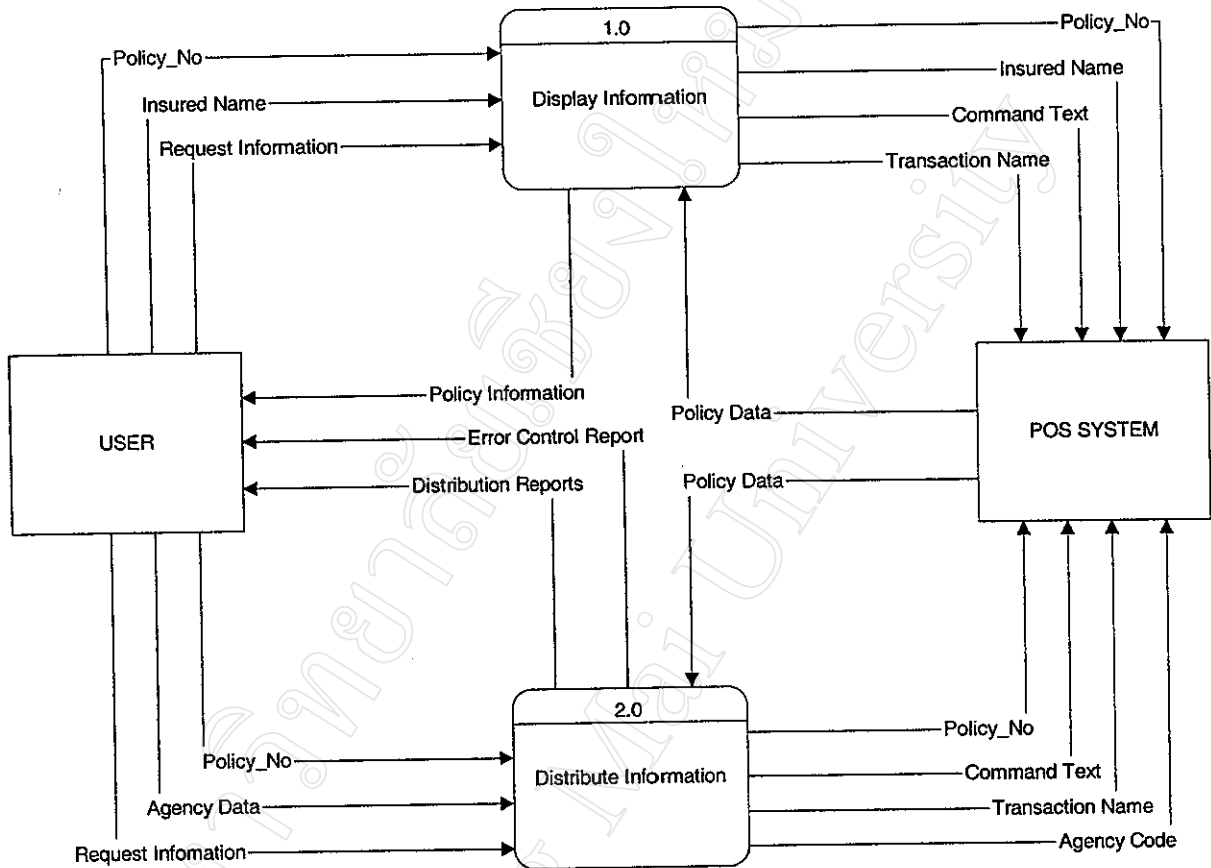 1.0
Policy_No
Policy_No
Insured Name
Display Information
Insured Name
Command Text
Request Information
Transaction Name
USER
Policy Information
Error Control Report
Distribution Reports
Policy Data
Policy Data
POS SYSTEM
2.0
Policy_No
Distribute Information
Policy_No
Agency Data
Command Text
Transaction Name
Request Infomation
Agency Code
Mai University